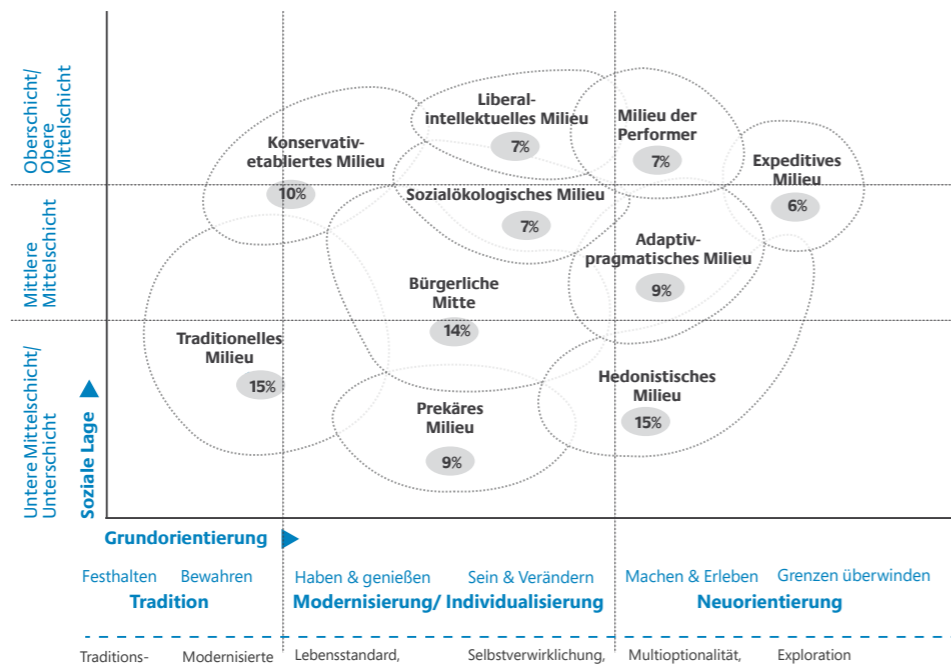 Oberschicht/
Obere
Mittelschicht
Mittlere
Mittelschicht
Untere Mittelschicht/
Unterschicht
Soziale Lage
Konservativ-
etabliertes Milieu
10%
Liberal-
intellektuelles Milieu
7%
Milieu der
Performer
7%
Expeditives
Milieu
6%
Sozialökologisches Milieu
7%
Adaptiv-
pragmatisches Milieu
9%
Bürgerliche
Mitte
14%
Traditionelles
Milieu
15%
Hedonistisches
Milieu
15%
Prekäres
Milieu
9%
Grundorientierung
Festhalten Bewahren Haben & genießen Sein & Verändern Machen & Erleben Grenzen überwinden
Tradition Modernisierung/ Individualisierung Neuorientierung
Traditions- Modernisierte Lebensstandard, Selbstverwirklichung, Multioptionalität, Exploration